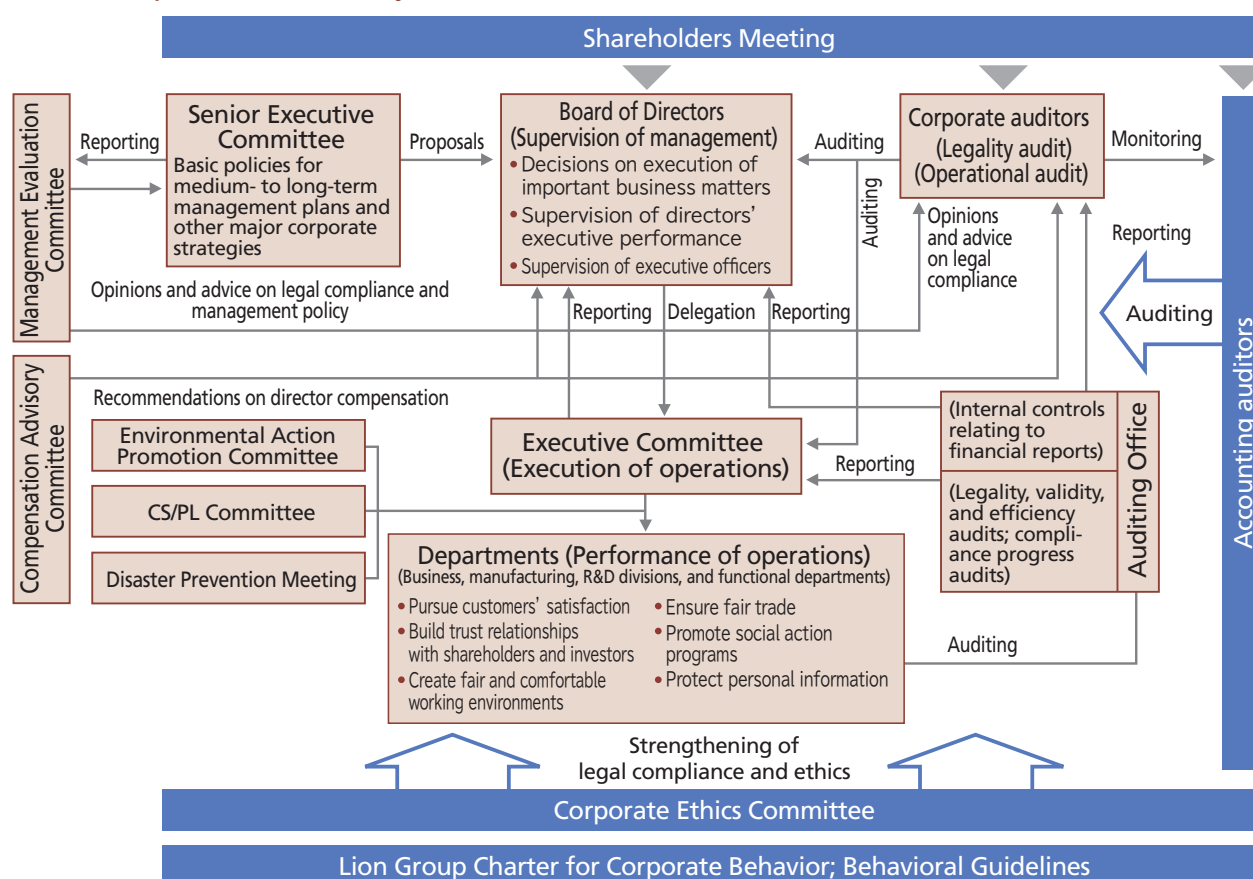 Shareholders Meeting
Management Evaluation
Committee
Reporting
Senior Executive
Committee
Basic policies for
medium- to long-term
management plans and
other major corporate
strategies
Proposals
Board of Directors
(Supervision of management)
• Decisions on execution of
important business matters
• Supervision of directors'
executive performance
• Supervision of executive officers
Auditing
Auditing
Corporate auditors
(Legality audit)
(Operational audit)
Monitoring
Opinions
and advice
on legal
compliance
Reporting
Auditing
Accounting auditors
Opinions and advice on legal compliance and
management policy
Reporting
Delegation
Reporting
Compensation Advisory
Committee
Recommendations on director compensation
Environmental Action
Promotion Committee
CS/PL Committee
Disaster Prevention Meeting
Executive Committee
(Execution of operations)
Reporting
(Internal controls
relating to
financial reports)
(Legality, validity,
and efficiency
audits; compli-
ance progress
audits)
Auditing Office
Departments (Performance of operations)
(Business, manufacturing, R&D divisions, and functional departments)
• Pursue customers' satisfaction
• Build trust relationships
with shareholders and investors
• Create fair and comfortable
working environments
• Ensure fair trade
• Promote social action
programs
• Protect personal information
Auditing
Strengthening of
legal compliance and ethics
Corporate Ethics Committee
Lion Group Charter for Corporate Behavior; Behavioral Guidelines